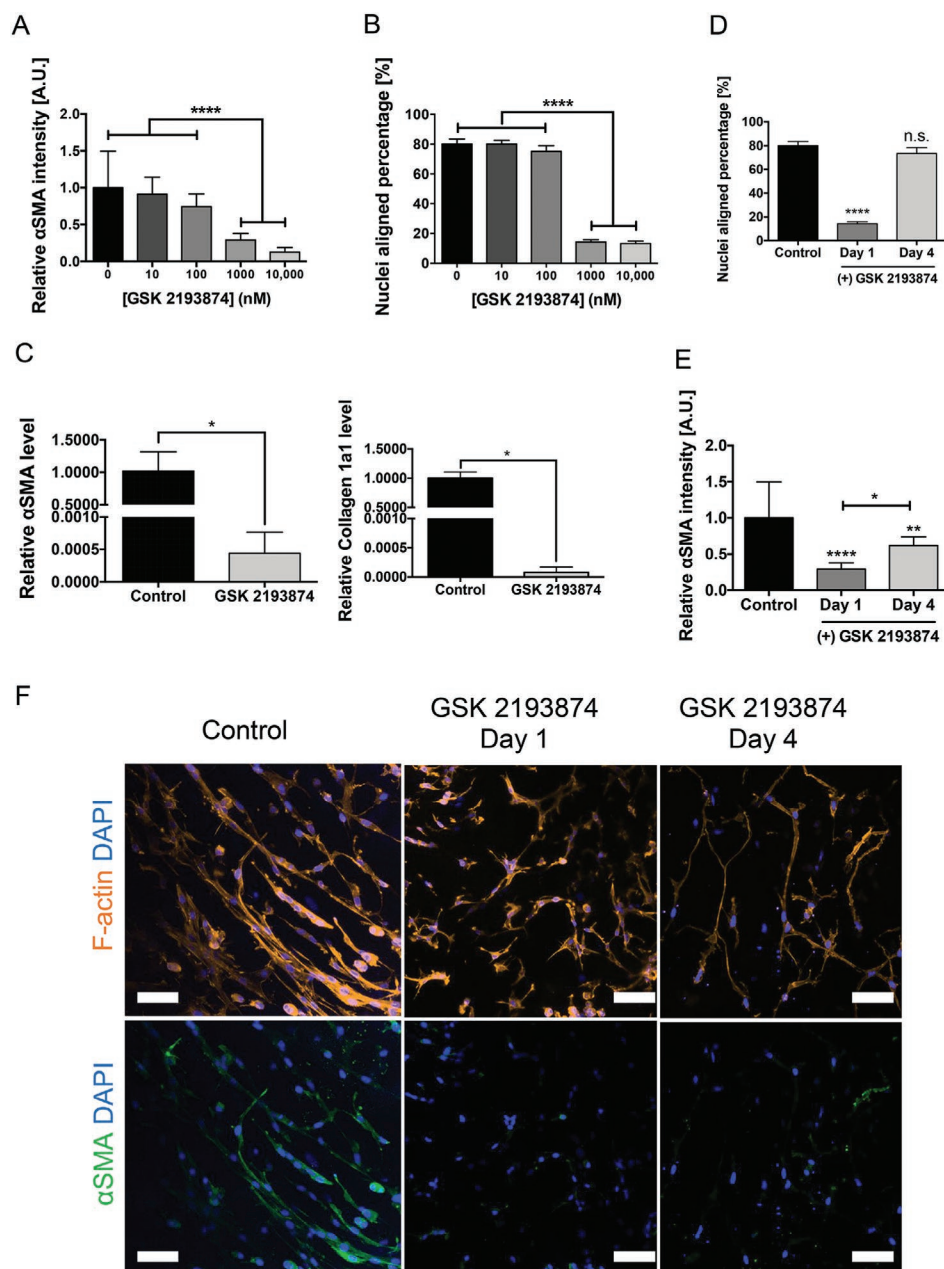 A
Relative αSMA intensity [A.U.]
2.0
1.5
1.0
0.5
0.0
****
0 10 100 1000 10,000
[GSK 2193874] (nM)
B
Nuclei aligned percentage [%]
100
80
60
40
20
0
****
0 10 100 1000 10,000
[GSK 2193874] (nM)
D
Nuclei aligned percentage [%]
100
80
60
40
20
0
****
n.s.
Control Day 1 Day 4
(+) GSK 2193874
C
Relative αSMA level
1.5000
1.0000
0.5000
0.0010
0.0005
0.0000
*
Control GSK 2193874
Relative Collagen 1a1 level
1.5000
1.0000
0.5000
0.0010
0.0005
0.0000
*
Control GSK 2193874
E
Relative αSMA intensity [A.U.]
2.0
1.5
1.0
0.5
0.0
*
****
**
Control Day 1 Day 4
(+) GSK 2193874
F
Control
GSK 2193874
Day 1
GSK 2193874
Day 4
F-actin DAPI
αSMA DAPI